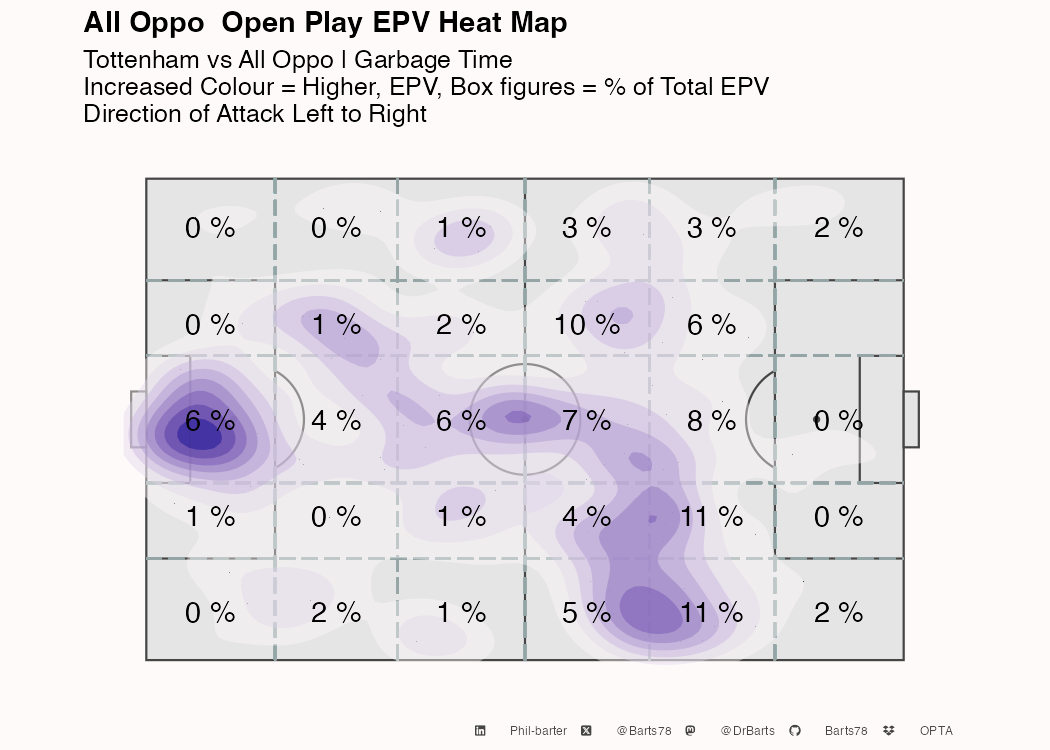 All Oppo  Open Play EPV Heat Map
Tottenham vs All Oppo | Garbage Time
Increased Colour = Higher, EPV, Box figures = % of Total EPV
Direction of Attack Left to Right
0 % 0 % 1 % 3 % 3 % 2 %
0 % 1 % 2 % 10 % 6 %
6 % 4 % 6 % 7 % 8 % 0 %
1 % 0 % 1 % 4 % 11 % 0 %
0 % 2 % 1 % 5 % 11 % 2 %
Phil-barter @Barts78 @DrBarts Barts78 OPTA